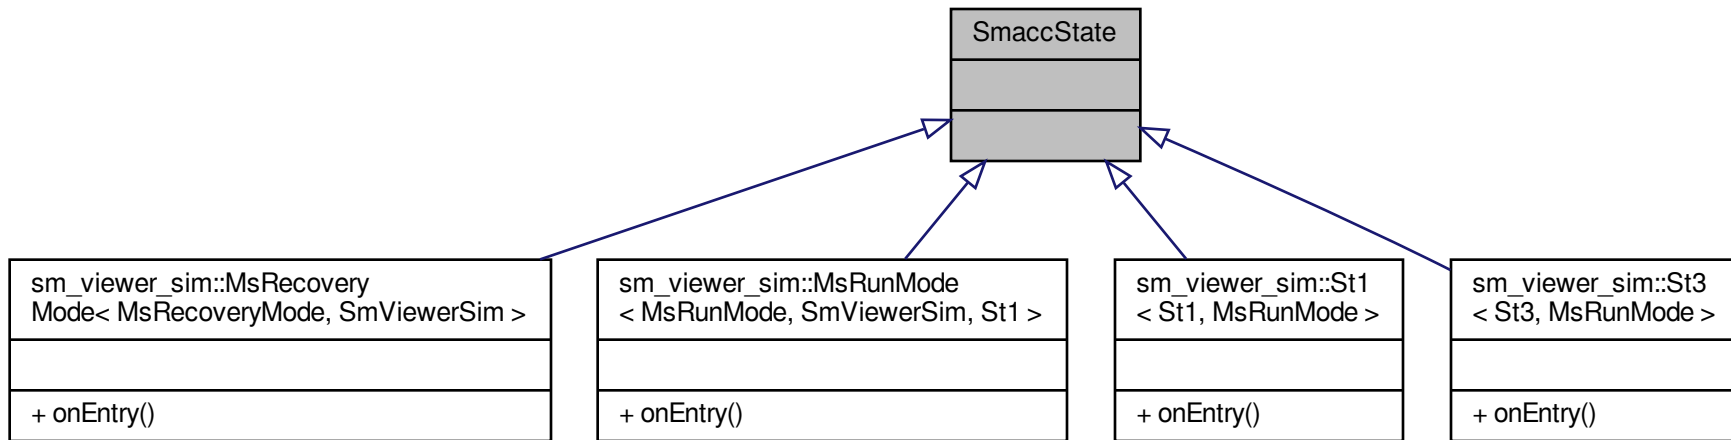 SmaccState
sm_viewer_sim::MsRecovery
Mode< MsRecoveryMode, SmViewerSim >
+ onEntry()
sm_viewer_sim::MsRunMode
< MsRunMode, SmViewerSim, St1 >
+ onEntry()
sm_viewer_sim::St1
< St1, MsRunMode >
+ onEntry()
sm_viewer_sim::St3
< St3, MsRunMode >
+ onEntry()